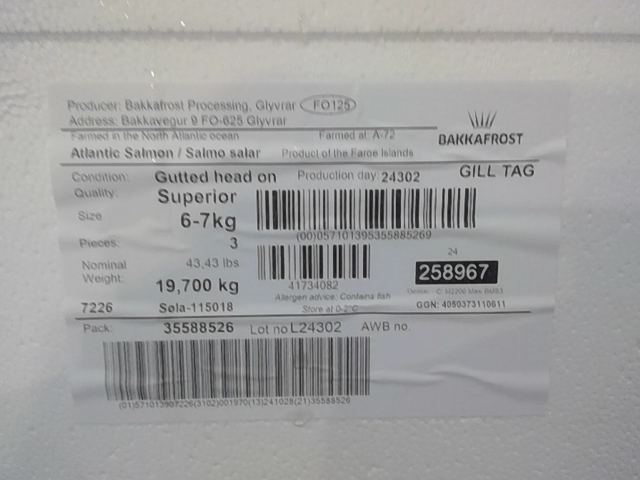 Producer: Bakkafrost Processing, Glyvrar FO125
Address: Bakkavegur 9 FO-625 Glyvrar
Farmed in the North Atlantic ocean Farmed at: A-72
BAKKAFROST
Atlantic Salmon / Salmo salar Product of the Faroe Islands
Condition: Gutted head on Production day: 24302 GILL TAG
Quality: Superior
Size 6-7kg
(00)057101395355885269
Pieces: 3
24
Nominal 43,43 lbs
258967
Weight: 19,700 kg
41734082
Allergen advice: Contains fish
7226 Søla-115018 Store at 0-2°C GGN: 4050373110611
Pack: 35588526 Lot no L24302 AWB no.
(01)571013907226(3102)001970(13)241028(21)35588526